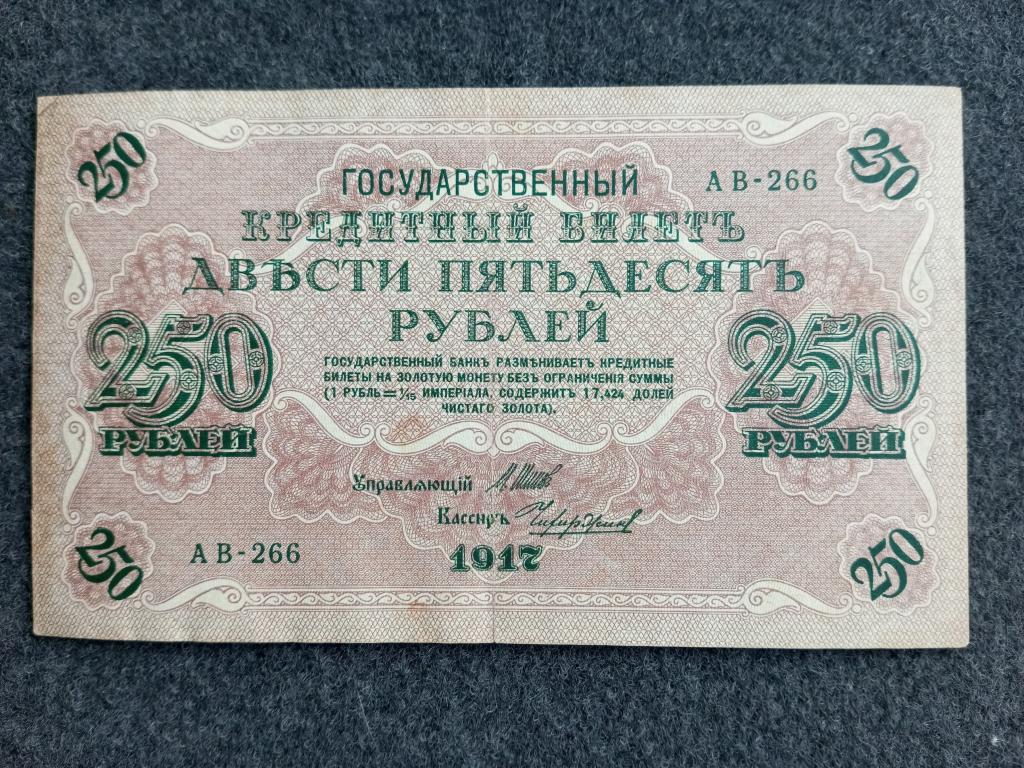 250 250
ГОСУДАРСТВЕННЫЙ АВ-266
КРЕДИТНЫЙ БИЛЕТЪ
ДВѢСТИ ПЯТЬДЕСЯТЪ
РУБЛЕЙ
250 250
РУБЛЕЙ РУБЛЕЙ
ГОСУДАРСТВЕННЫЙ БАНКЪ РАЗМѢНИВАЕТЪ КРЕДИТНЫЕ
БИЛЕТЫ НА ЗОЛОТУЮ МОНЕТУ БЕЗЪ ОГРАНИЧЕНІЯ СУММЫ
(1 РУБЛЬ=1/15 ИМПЕРІАЛА, СОДЕРЖИТЪ 17,424 ДОЛЕЙ
ЧИСТАГО ЗОЛОТА).
Управляющій И. Шипов
Кассиръ Чихиржин
250 АВ-266 1917 250